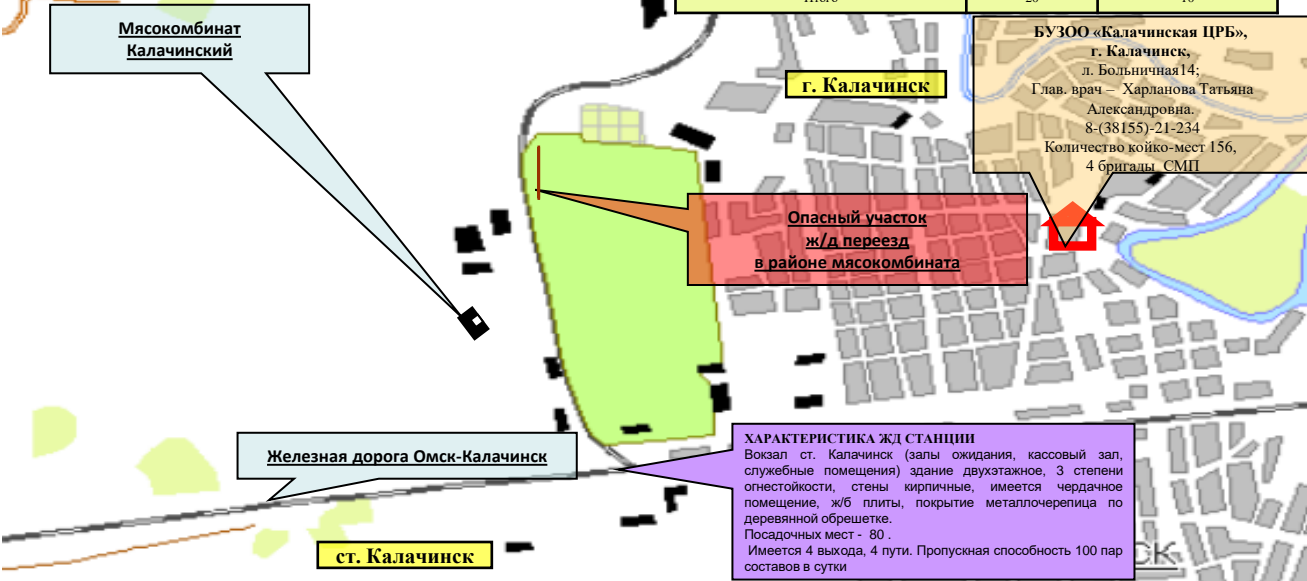 Итого 20 10
Мясокомбинат
Калачинский
г. Калачинск
БУЗОО «Калачинская ЦРБ»,
г. Калачинск,
л. Больничная14;
Глав. врач – Харланова Татьяна
Александровна.
8-(38155)-21-234
Количество койко-мест 156,
4 бригады СМП
Опасный участок
ж/д переезд
в районе мясокомбината
Железная дорога Омск-Калачинск
ХАРАКТЕРИСТИКА ЖД СТАНЦИИ
Вокзал ст. Калачинск (залы ожидания, кассовый зал,
служебные помещения) здание двухэтажное, 3 степени
огнестойкости, стены кирпичные, имеется чердачное
помещение, ж/б плиты, покрытие металлочерепица по
деревянной обрешетке.
Посадочных мест - 80 .
Имеется 4 выхода, 4 пути. Пропускная способность 100 пар
составов в сутки
ст. Калачинск
СК